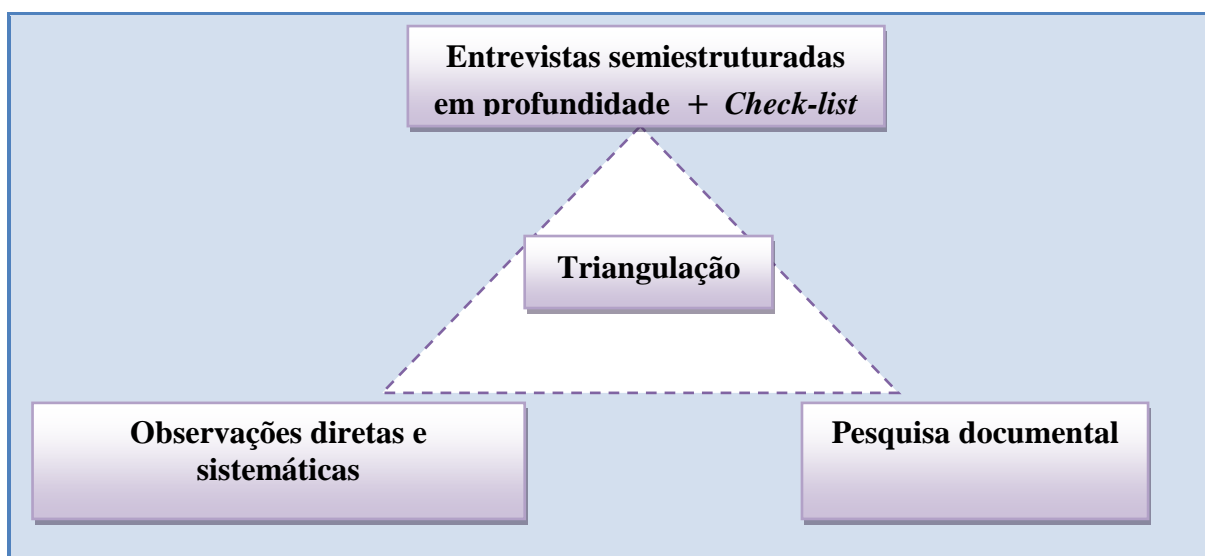 Entrevistas semiestruturadas
em profundidade + Check-list
Triangulação
Observações diretas e
sistemáticas
Pesquisa documental